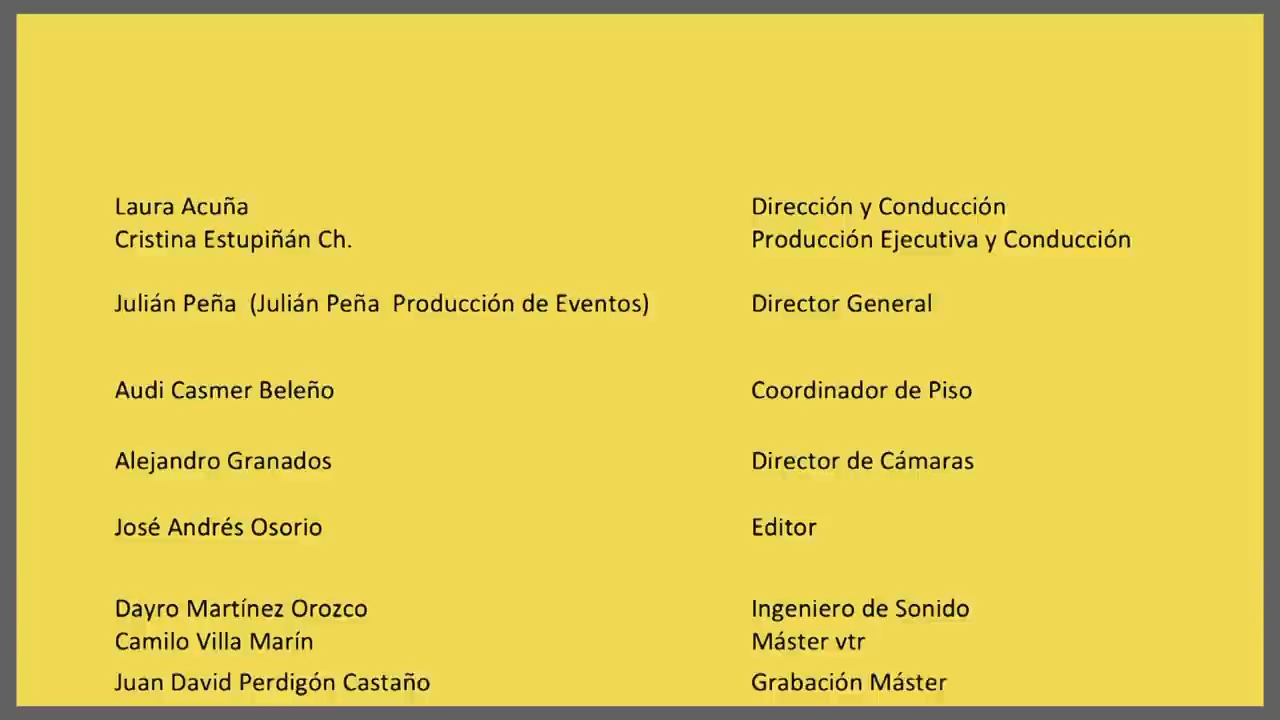 Laura Acuña Dirección y Conducción
Cristina Estupiñán Ch. Producción Ejecutiva y Conducción
Julián Peña  (Julián Peña  Producción de Eventos) Director General
Audi Casmer Beleño Coordinador de Piso
Alejandro Granados Director de Cámaras
José Andrés Osorio Editor
Dayro Martínez Orozco Ingeniero de Sonido
Camilo Villa Marín Máster vtr
Juan David Perdigón Castaño Grabación Máster